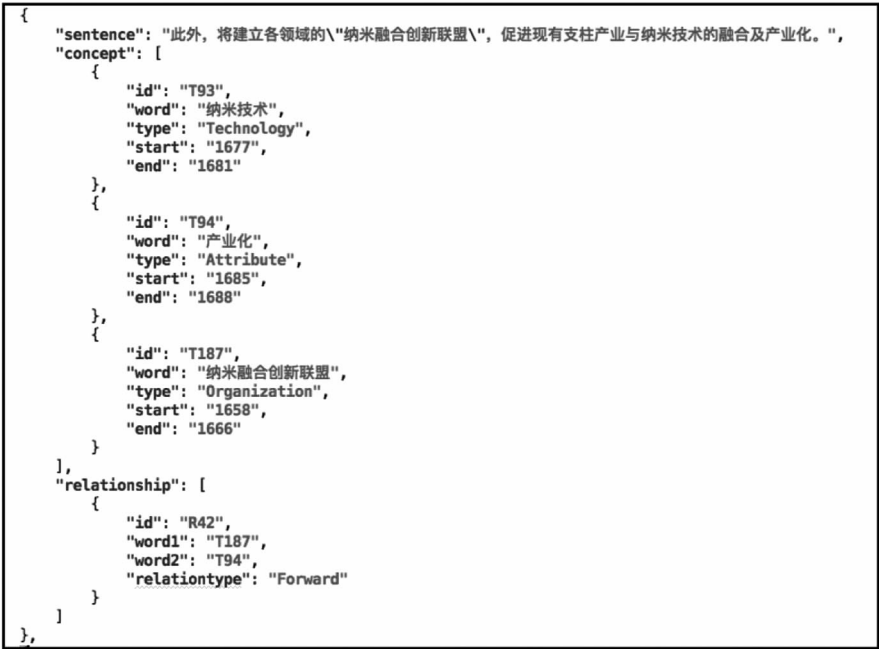 {
"sentence": "此外，将建立各领域的\"纳米融合创新联盟\"，促进现有支柱产业与纳米技术的融合及产业化。",
"concept": [
{
"id": "T93",
"word": "纳米技术",
"type": "Technology",
"start": "1677",
"end": "1681"
},
{
"id": "T94",
"word": "产业化",
"type": "Attribute",
"start": "1685",
"end": "1688"
},
{
"id": "T187",
"word": "纳米融合创新联盟",
"type": "Organization",
"start": "1658",
"end": "1666"
}
],
"relationship": [
{
"id": "R42",
"word1": "T187",
"word2": "T94",
"relationtype": "Forward"
}
]
},